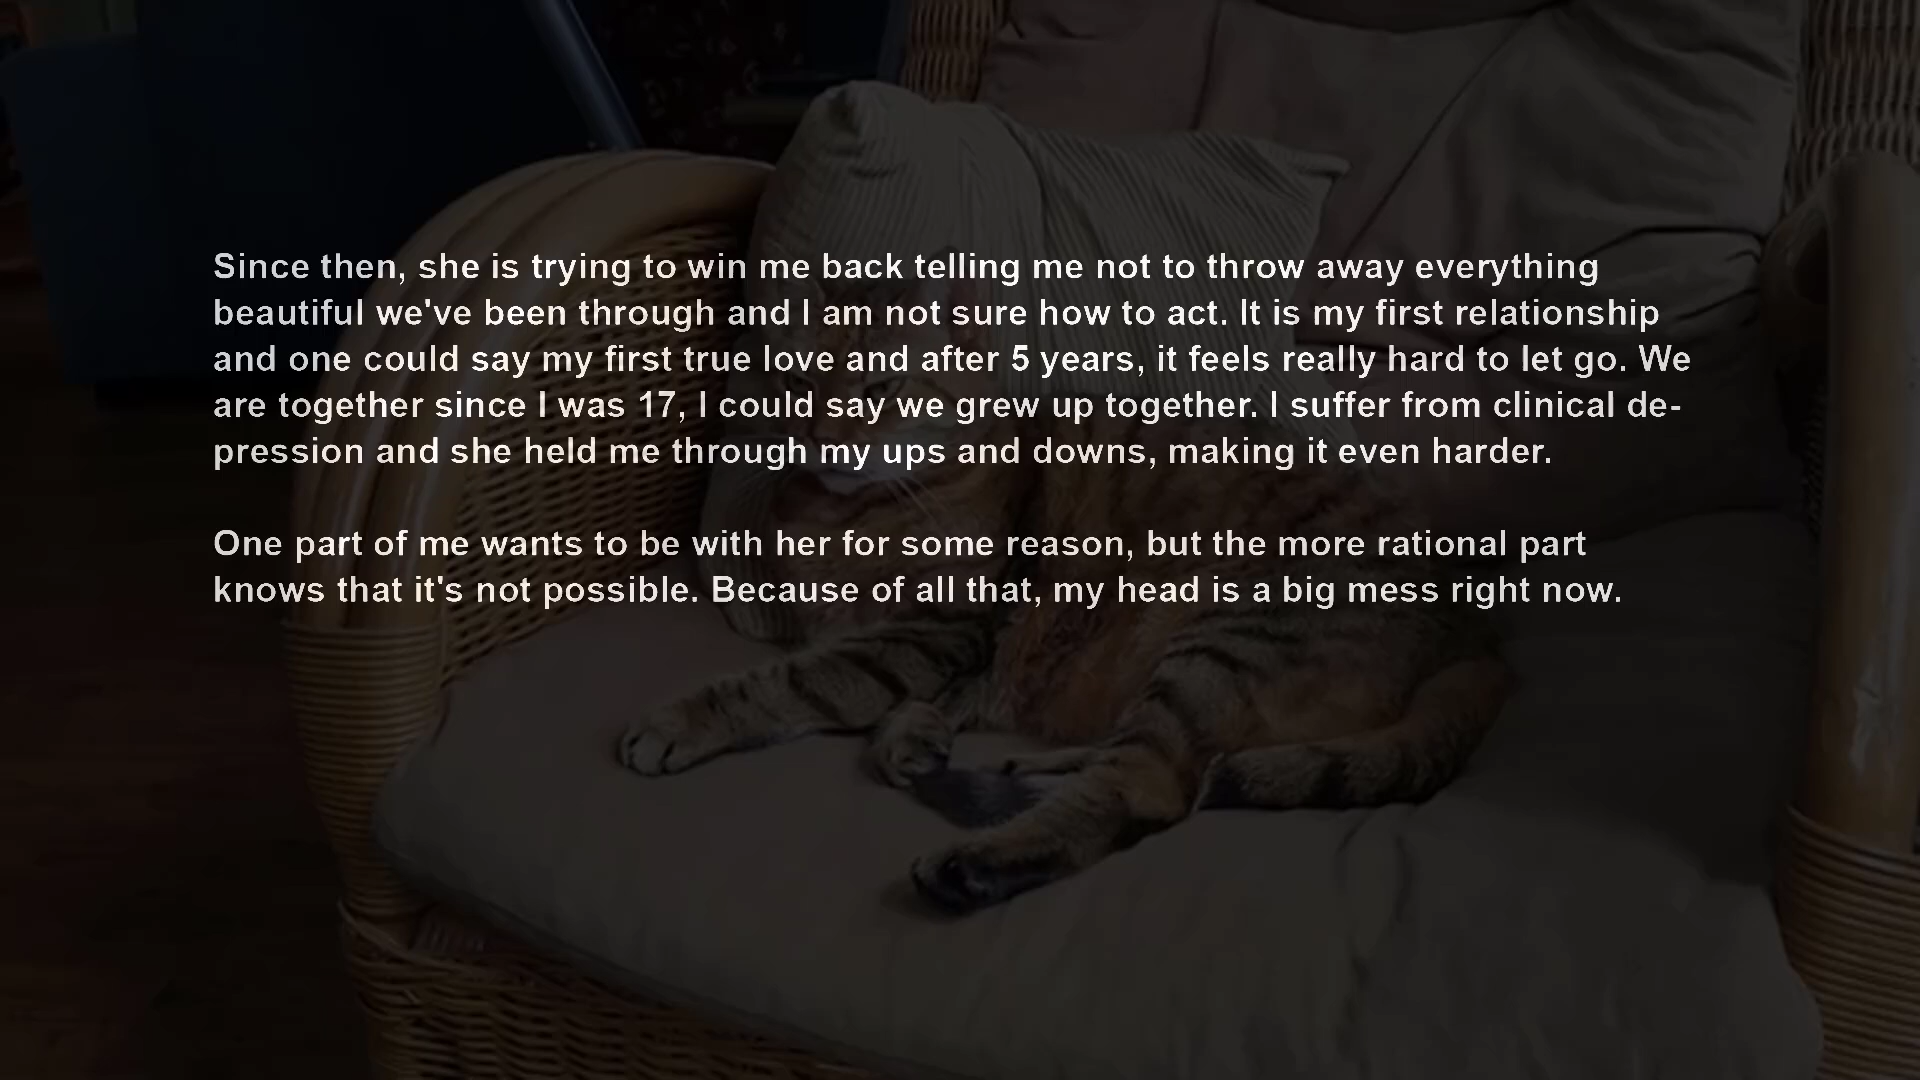 Since then, she is trying to win me back telling me not to throw away everything
beautiful we've been through and I am not sure how to act. It is my first relationship
and one could say my first true love and after 5 years, it feels really hard to let go. We
are together since I was 17, I could say we grew up together. I suffer from clinical de-
pression and she held me through my ups and downs, making it even harder.
One part of me wants to be with her for some reason, but the more rational part
knows that it's not possible. Because of all that, my head is a big mess right now.